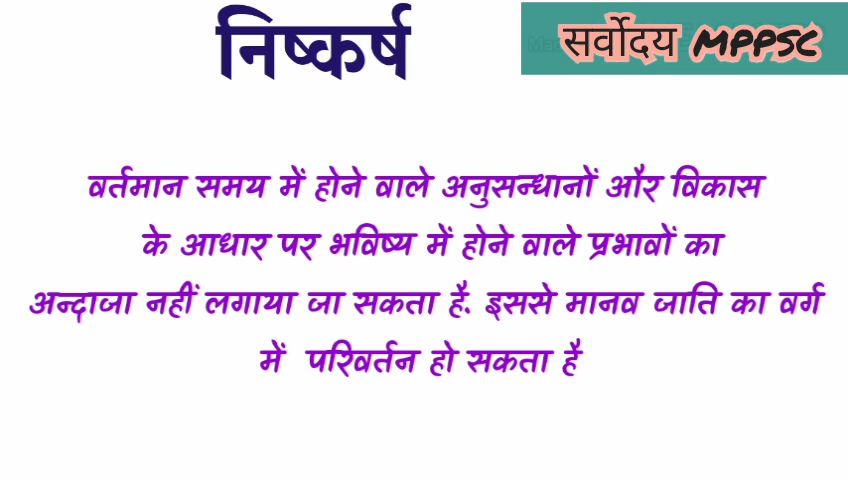 निष्कर्ष
सर्वोदय MPPSC
वर्तमान समय में होने वाले अनुसन्धानों और विकास
के आधार पर भविष्य में होने वाले प्रभावों का
अन्दाजा नहीं लगाया जा सकता है. इससे मानव जाति का वर्ग
में परिवर्तन हो सकता है